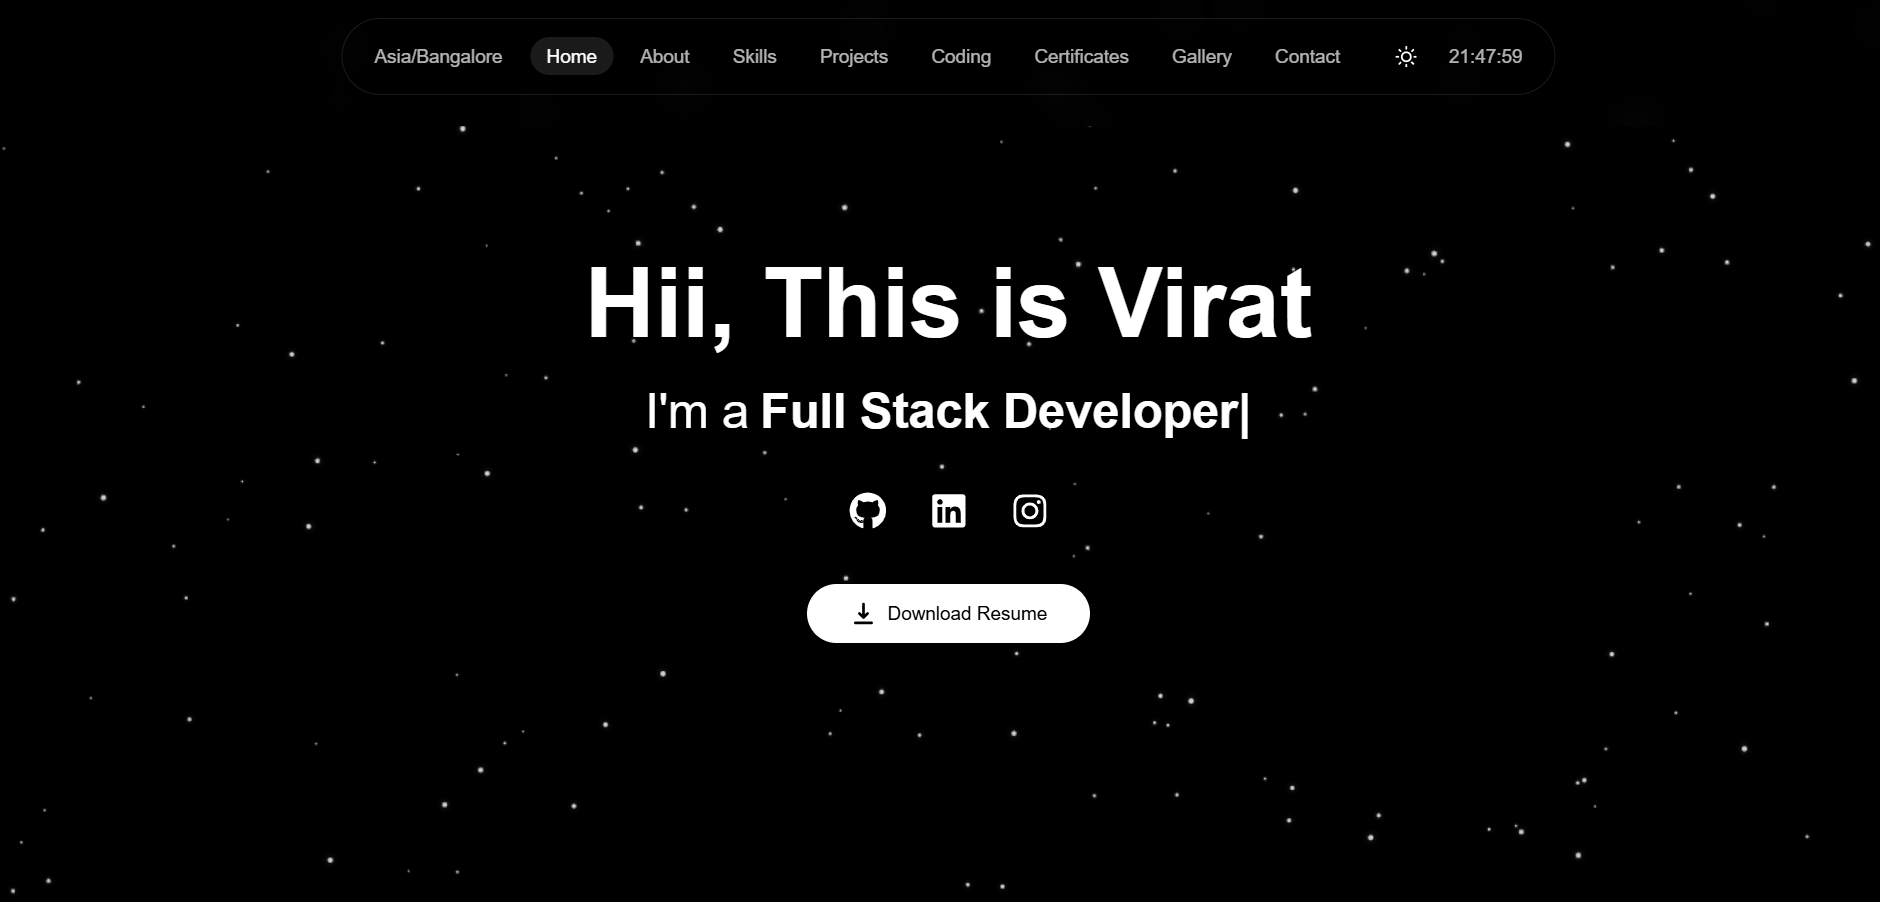 Asia/Bangalore Home About Skills Projects Coding Certificates Gallery Contact 21:47:59
Hii, This is Virat
I'm a Full Stack Developer|
in
Download Resume